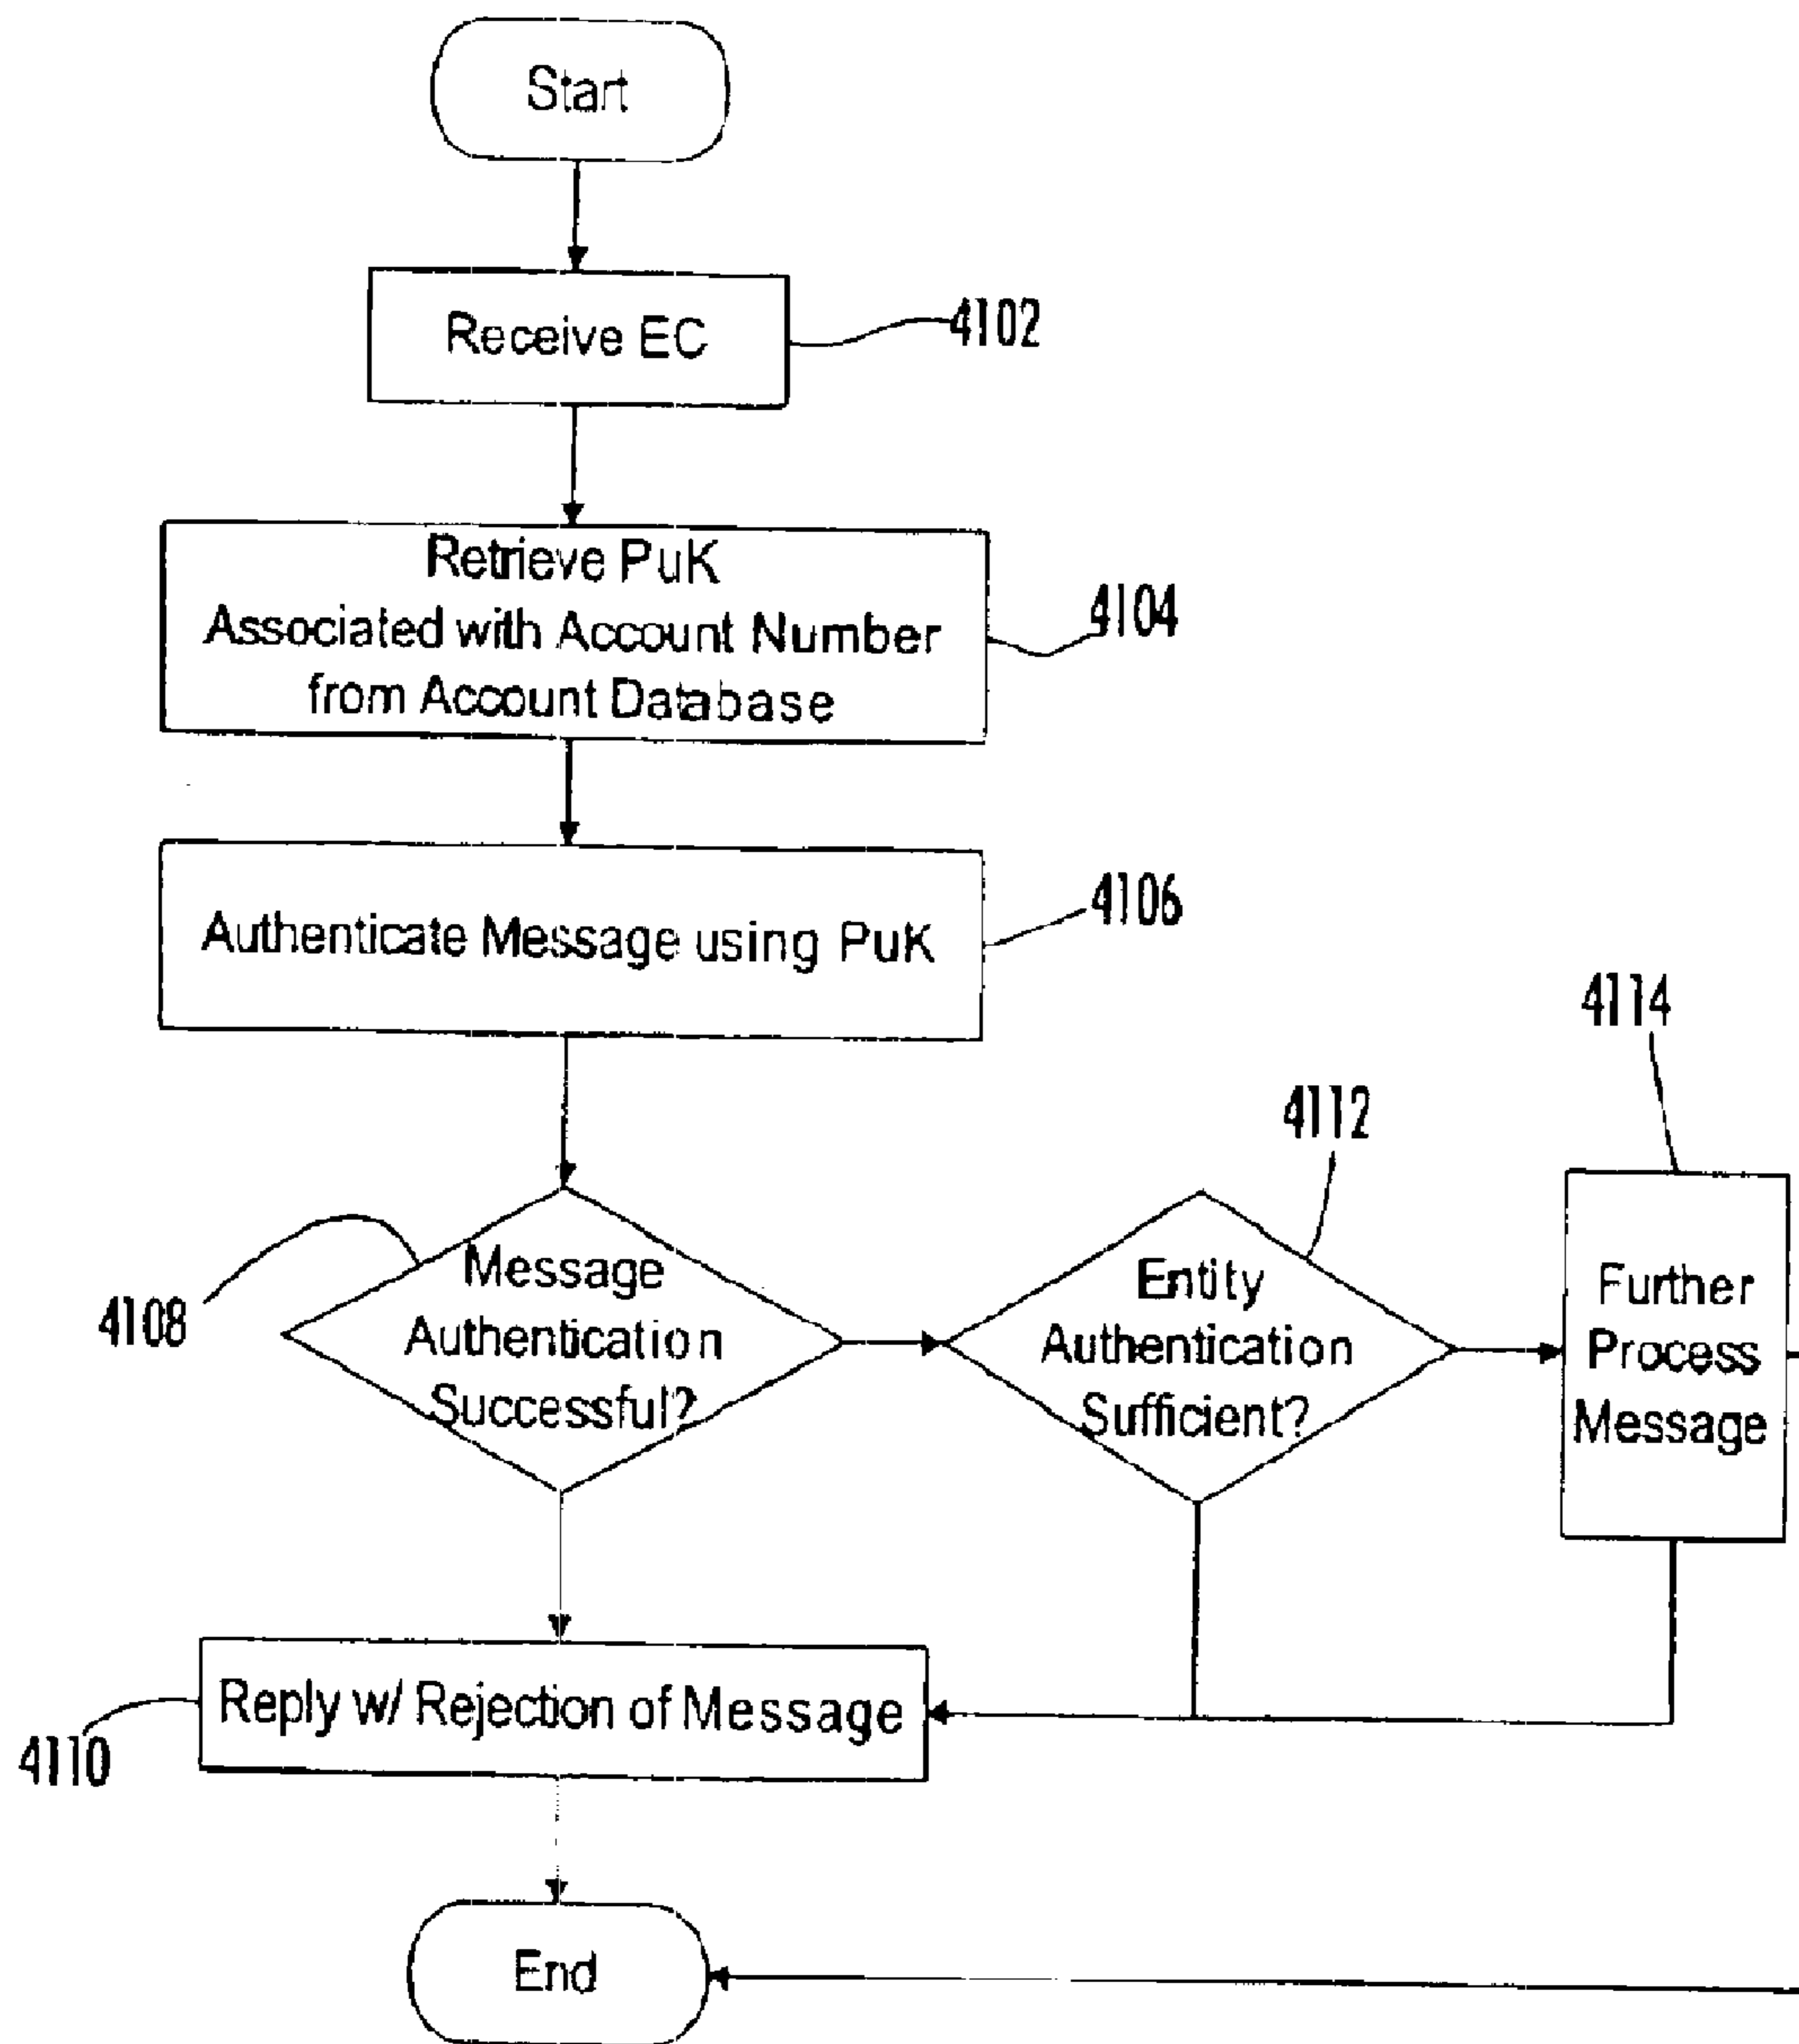 Start
Receive EC
4102
Retrieve PuK
Associated with Account Number
from Account Database
4104
Authenticate Message using PuK
4106
Message
Authentication
Successful?
4108
Entity
Authentication
Sufficient?
4112
Further
Process
Message
4114
Reply w/ Rejection of Message
4110
End